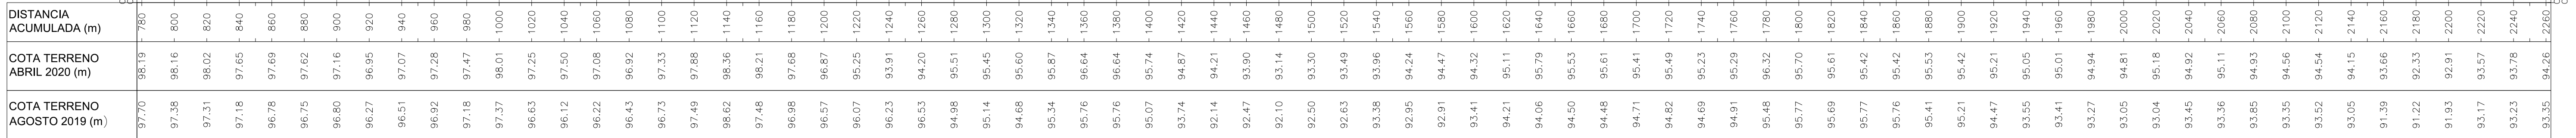 DISTANCIA
ACUMULADA (m)
780 800 820 840 860 880 900 920 940 960 980 1000 1020 1040 1060 1080 1100 1120 1140 1160 1180 1200 1220 1240 1260 1280 1300 1320 1340 1360 1380 1400 1420 1440 1460 1480 1500 1520 1540 1560 1580 1600 1620 1640 1660 1680 1700 1720 1740 1760 1780 1800 1820 1840 1860 1880 1900 1920 1940 1960 1980 2000 2020 2040 2060 2080 2100 2120 2140 2160 2180 2200 2220 2240 2260
COTA TERRENO
ABRIL 2020 (m)
98.19 98.16 98.02 97.65 97.69 97.62 97.16 96.95 97.07 97.28 97.47 98.01 97.25 97.50 97.08 96.92 97.33 97.88 98.36 98.21 97.68 96.87 95.25 93.91 94.20 95.51 95.45 95.60 95.87 96.64 96.64 95.74 94.87 94.21 93.90 93.14 93.30 93.49 93.96 94.24 94.47 94.32 95.11 95.79 95.53 95.61 95.41 95.49 95.23 95.29 96.32 95.70 95.61 95.42 95.42 95.53 95.42 95.21 95.05 95.01 94.94 94.81 95.18 94.92 95.11 94.93 94.56 94.54 94.15 93.66 92.33 92.91 93.57 93.78 94.26
COTA TERRENO
AGOSTO 2019 (m)
97.70 97.38 97.31 97.18 96.78 96.75 96.80 96.27 96.51 96.92 97.18 97.37 96.63 96.12 96.22 96.43 96.73 97.49 98.62 97.48 96.98 96.57 96.07 96.23 96.53 94.98 95.14 94.68 95.34 95.76 95.76 95.07 93.74 92.14 92.47 92.10 92.50 92.63 93.38 92.95 92.91 93.41 94.21 94.06 94.50 94.48 94.71 94.82 94.69 94.91 95.48 95.77 95.69 95.77 95.76 95.41 95.21 94.47 93.55 93.41 93.27 93.05 93.04 93.45 93.36 93.85 93.35 93.52 93.05 91.39 91.22 91.93 93.17 93.23 93.35